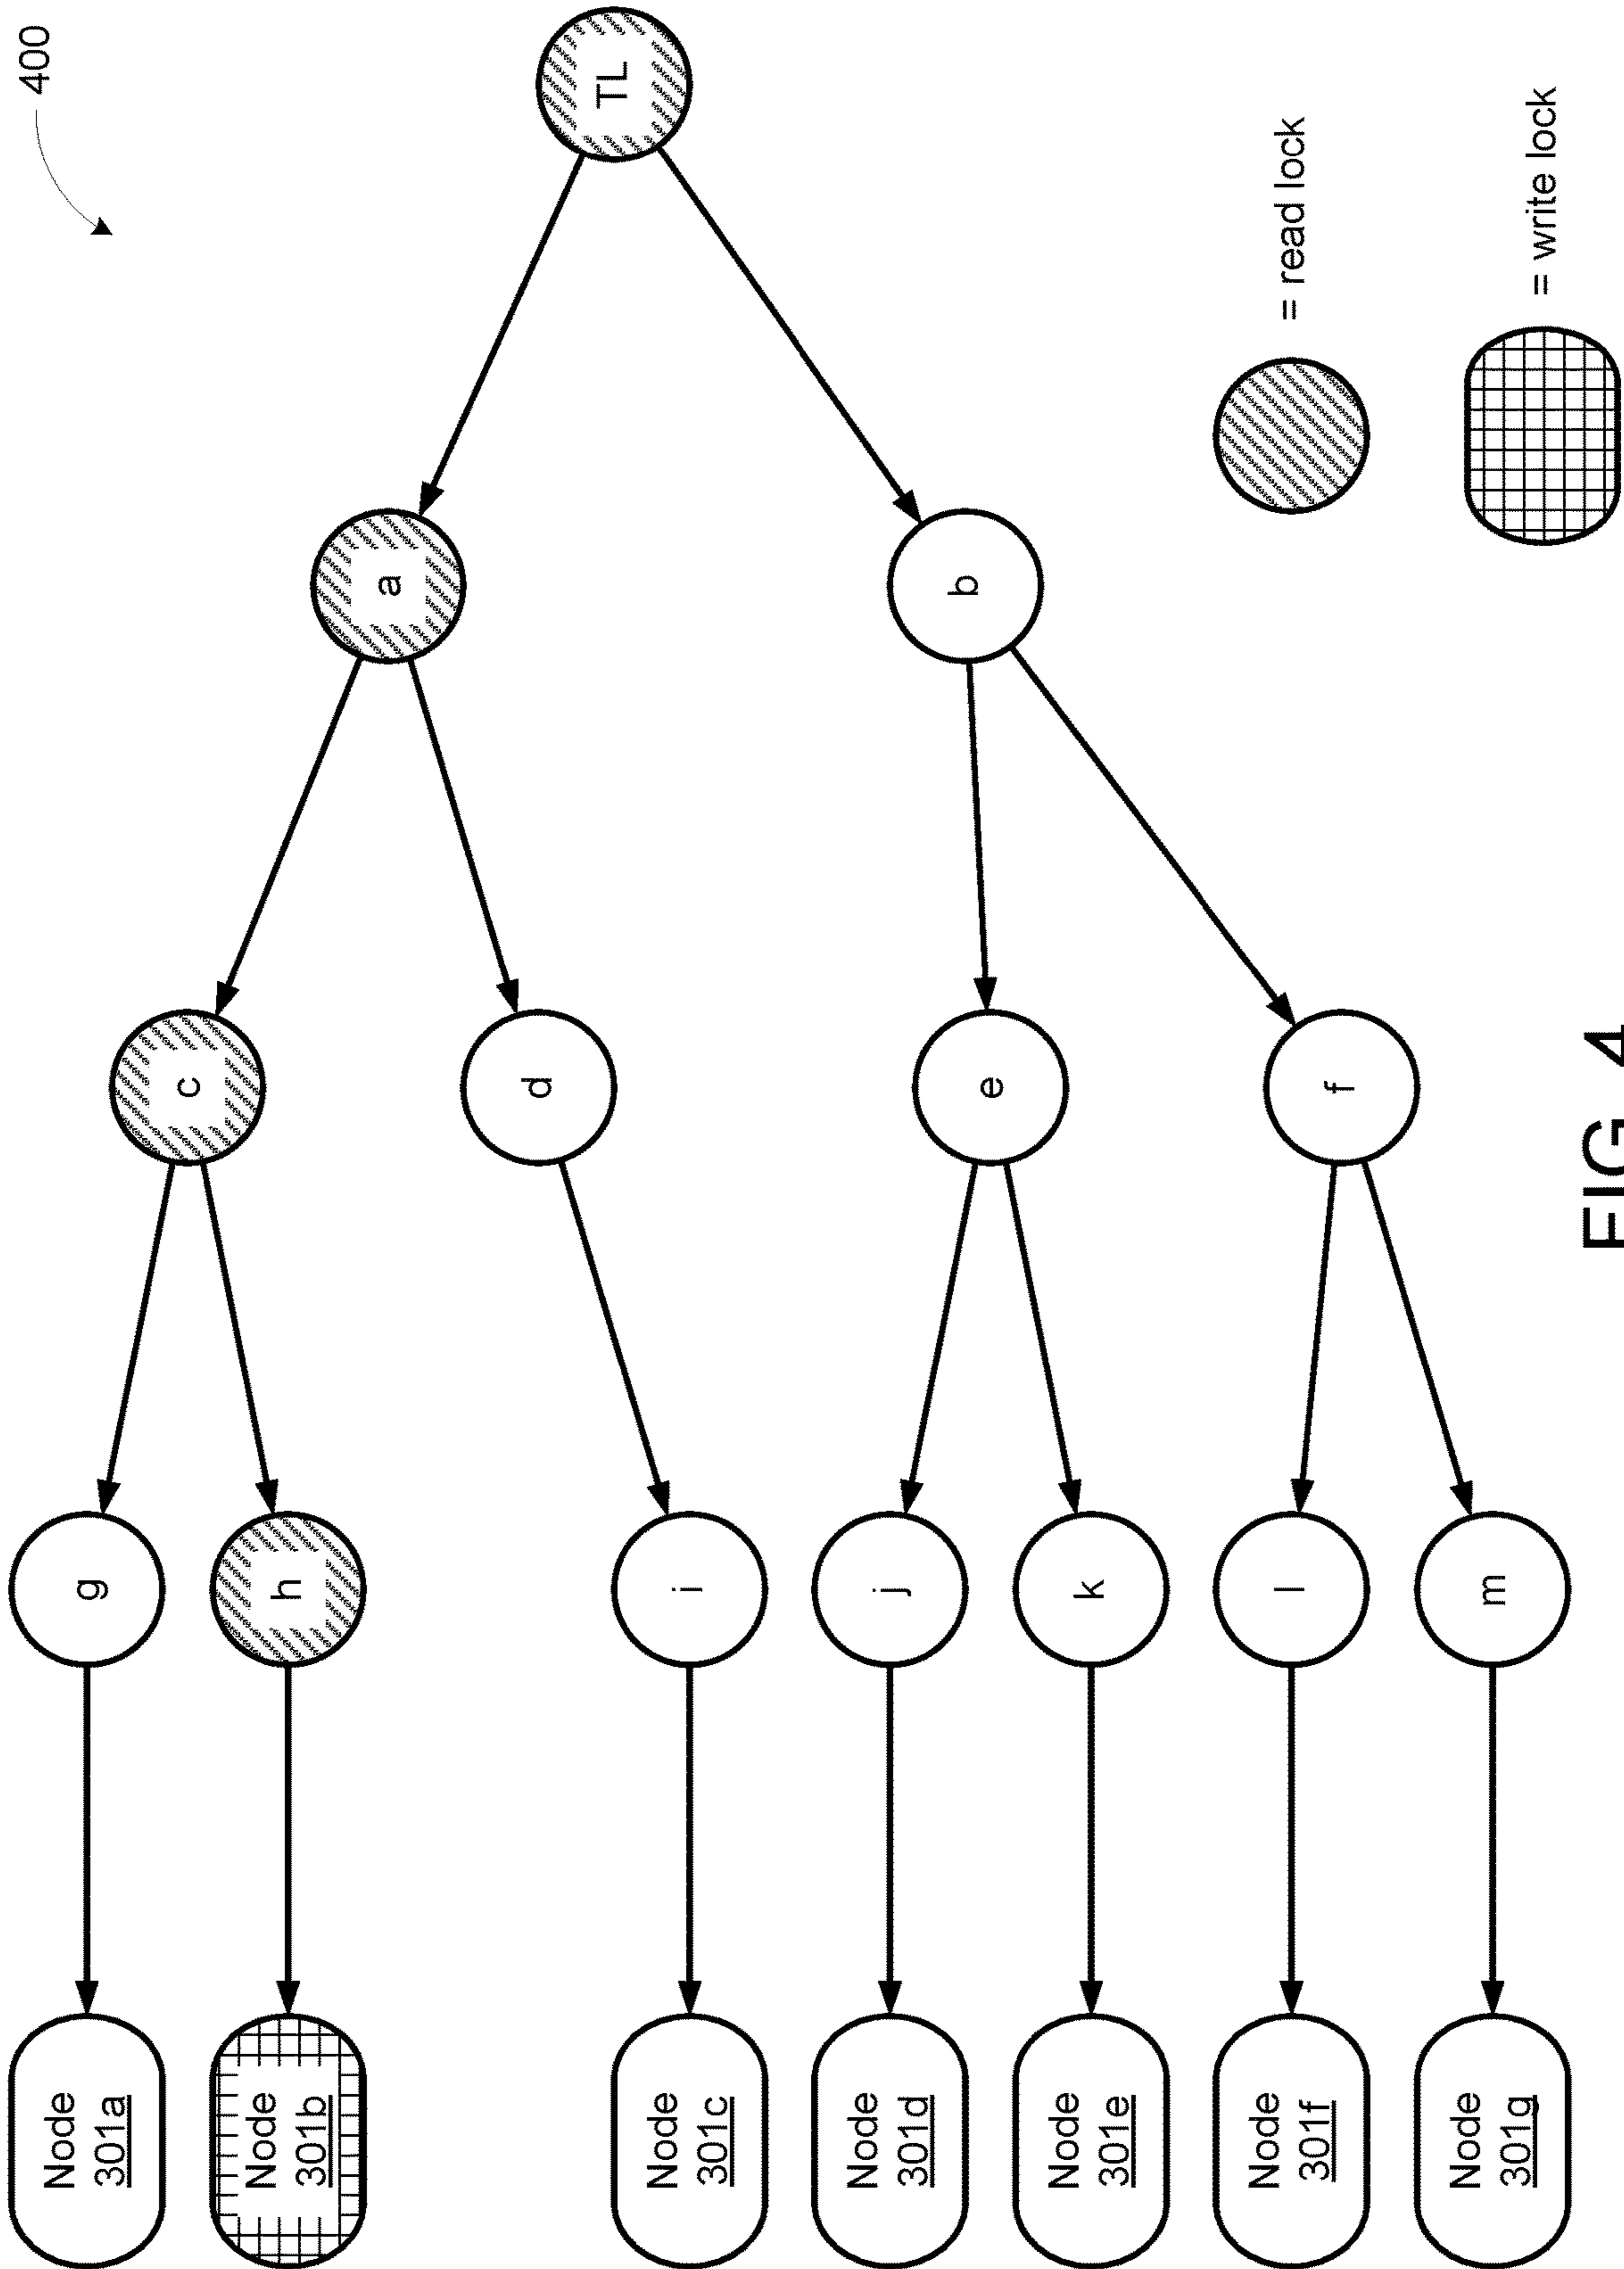 400
TL
a
b
c
d
e
f
g
h
i
j
k
l
m
Node
301a
Node
301b
Node
301c
Node
301d
Node
301e
Node
301f
Node
301g
= read lock
= write lock
FIG. 4